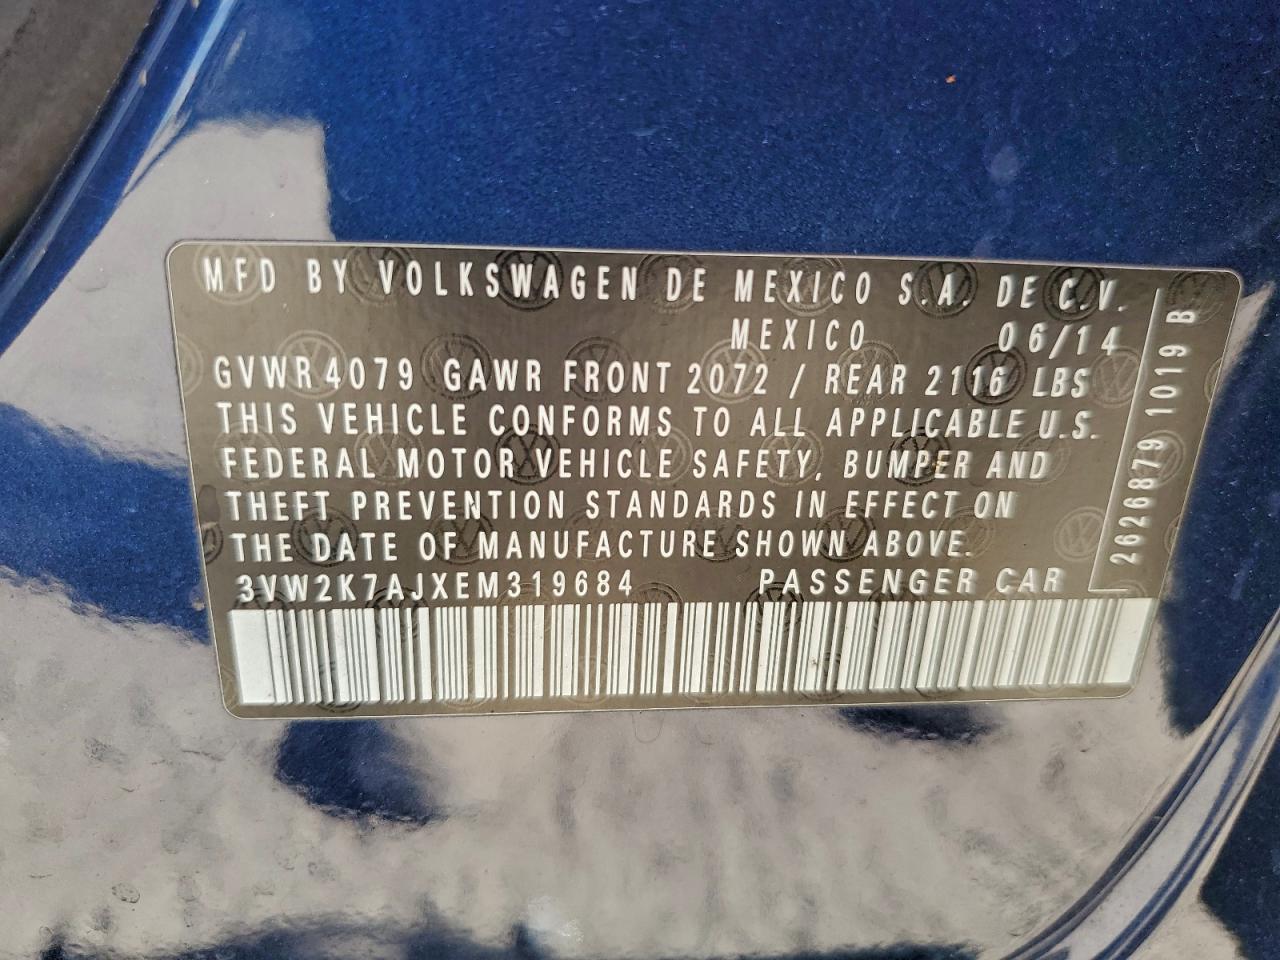 MFD BY VOLKSWAGEN DE MEXICO S.A. DE C.V.
MEXICO 06/14
GVWR 4079 GAWR FRONT 2072 / REAR 2116 LBS
THIS VEHICLE CONFORMS TO ALL APPLICABLE U.S.
FEDERAL MOTOR VEHICLE SAFETY, BUMPER AND
THEFT PREVENTION STANDARDS IN EFFECT ON
THE DATE OF MANUFACTURE SHOWN ABOVE.
3VW2K7AJXEM319684 PASSENGER CAR
2626879 1019 B